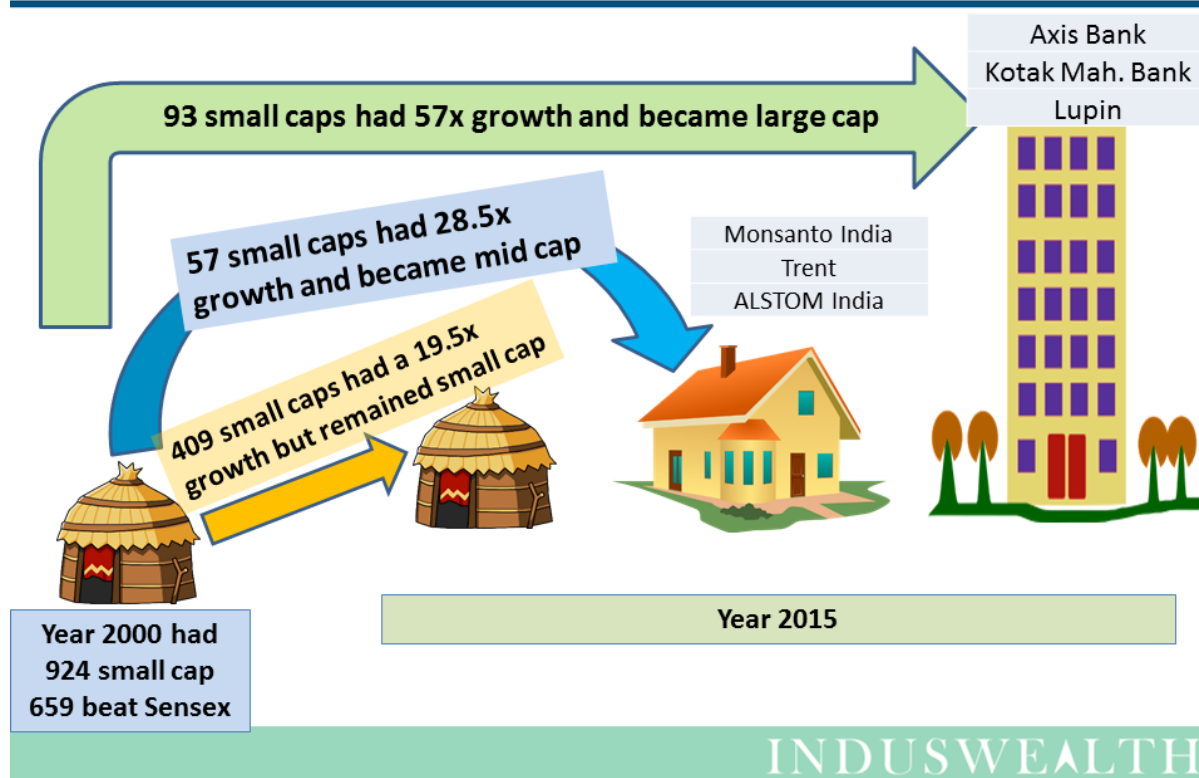 Axis Bank
Kotak Mah. Bank
Lupin
93 small caps had 57x growth and became large cap
57 small caps had 28.5x
growth and became mid cap
Monsanto India
Trent
ALSTOM India
409 small caps had a 19.5x
growth but remained small cap
Year 2000 had
924 small cap
659 beat Sensex
Year 2015
INDUSWEALTH